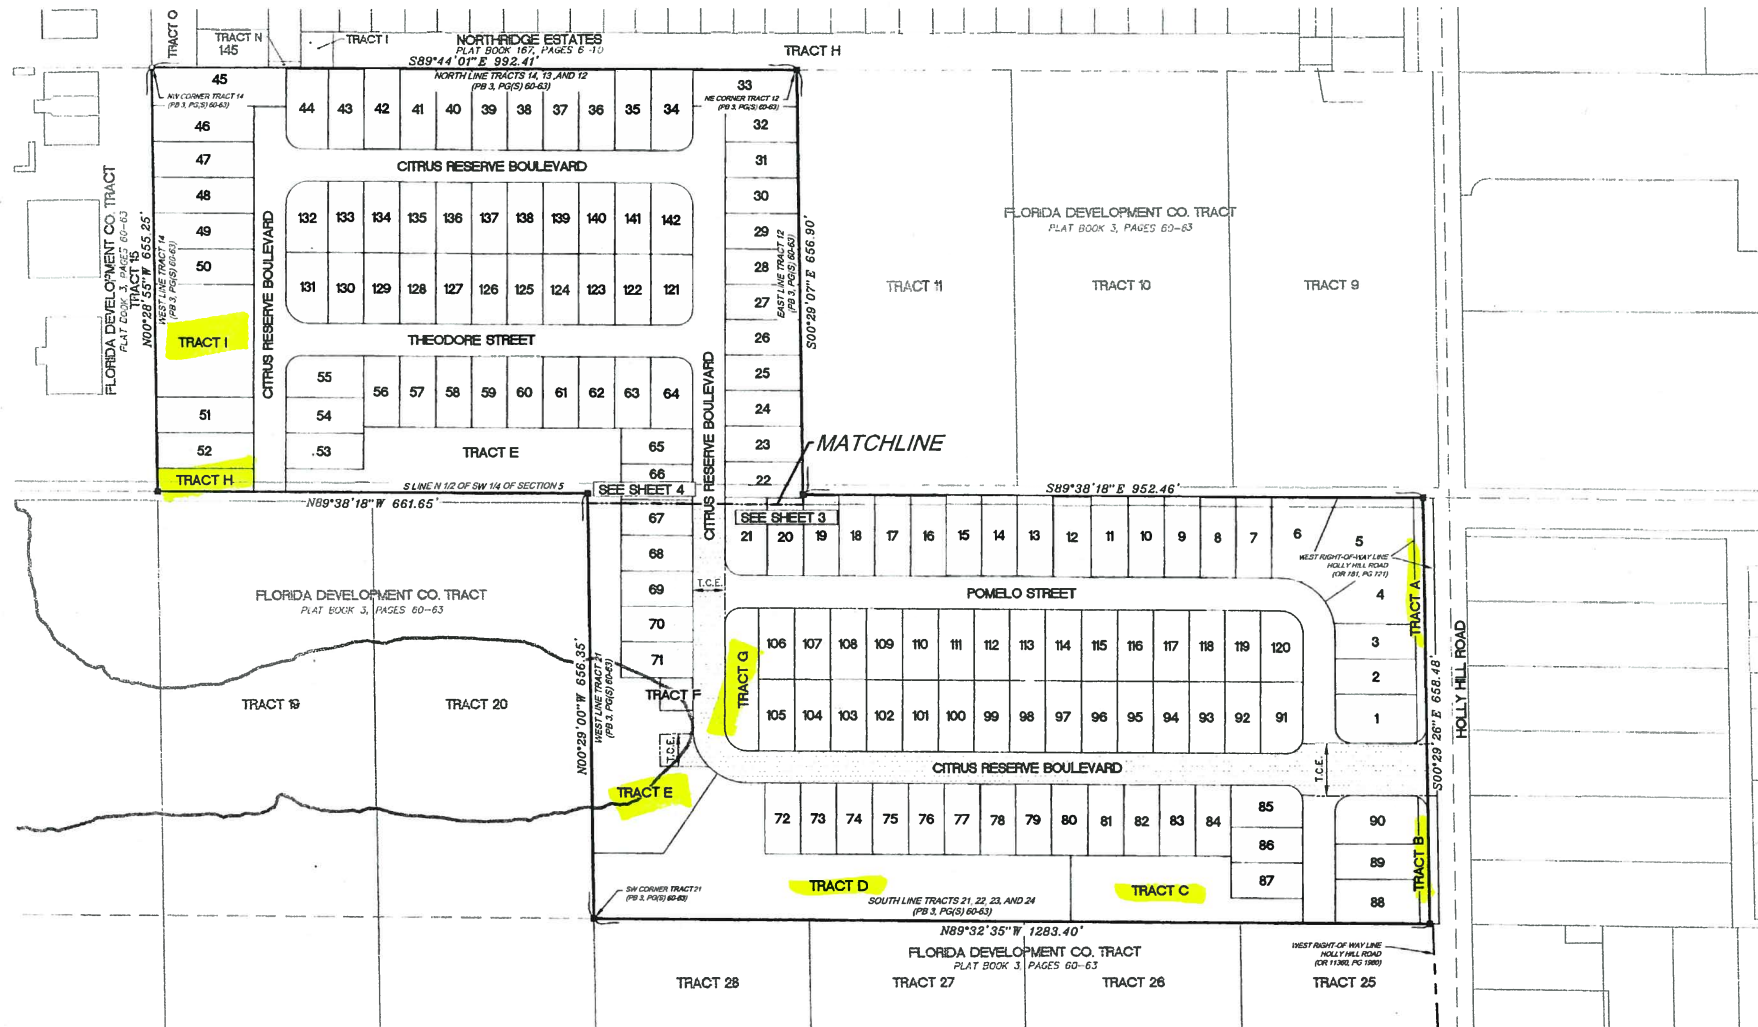 TRACT O
TRACT N
145
TRACT I
NORTHRIDGE ESTATES
PLAT BOOK 167, PAGES 6-10
S89°44'01"E 992.41'
TRACT H
NORTH LINE TRACTS 14, 13, AND 12
(PB 3, PG(S) 60-63)
NW CORNER TRACT 14
(PB 3, PG(S) 60-63)
NE CORNER TRACT 12
(PB 3, PG(S) 60-63)
45
33
44 43 42 41 40 39 38 37 36 35 34
46
32
CITRUS RESERVE BOULEVARD
47
31
48
30
132 133 134 135 136 137 138 139 140 141 142
49
29
50
28
131 130 129 128 127 126 125 124 123 122 121
27
FLORIDA DEVELOPMENT CO. TRACT
PLAT BOOK 3, PAGES 60-63
TRACT 15
N00°28'55"W 655.25'
WEST LINE TRACT 14
(PB 3, PG(S) 60-63)
CITRUS RESERVE BOULEVARD
EAST LINE TRACT 12
(PB 3, PG(S) 60-63)
S00°29'07"E 656.90'
FLORIDA DEVELOPMENT CO. TRACT
PLAT BOOK 3, PAGES 60-63
TRACT 11
TRACT 10
TRACT 9
TRACT I
THEODORE STREET
26
25
55
56 57 58 59 60 61 62 63 64
54
24
51
52
53
TRACT E
65
66
23
22
CITRUS RESERVE BOULEVARD
MATCHLINE
TRACT H
S LINE N 1/2 OF SW 1/4 OF SECTION 5
SEE SHEET 4
N89°38'18"W 661.65'
S89°38'18"E 952.46'
SEE SHEET 3
67
21 20 19 18 17 16 15 14 13 12 11 10 9 8 7 6 5
68
WEST RIGHT-OF-WAY LINE
HOLLY HILL ROAD
(OR 781, PG 721)
69
T.C.E.
POMELO STREET
4
TRACT A
FLORIDA DEVELOPMENT CO. TRACT
PLAT BOOK 3, PAGES 60-63
70
71
106 107 108 109 110 111 112 113 114 115 116 117 118 119 120
3
2
1
TRACT G
TRACT F
N00°29'00"W 656.35'
WEST LINE TRACT 21
(PB 3, PG(S) 60-63)
TRACT 19
TRACT 20
105 104 103 102 101 100 99 98 97 96 95 94 93 92 91
HOLLY HILL ROAD
S00°29'26"E 658.48'
T.C.E.
CITRUS RESERVE BOULEVARD
T.C.E.
TRACT E
72 73 74 75 76 77 78 79 80 81 82 83 84
85
86
87
90
89
88
TRACT B
TRACT D
TRACT C
SW CORNER TRACT 21
(PB 3, PG(S) 60-63)
SOUTH LINE TRACTS 21, 22, 23, AND 24
(PB 3, PG(S) 60-63)
N89°32'35"W 1283.40'
FLORIDA DEVELOPMENT CO. TRACT
PLAT BOOK 3, PAGES 60-63
WEST RIGHT-OF WAY LINE
HOLLY HILL ROAD
(OR 11360, PG 1980)
TRACT 28
TRACT 27
TRACT 26
TRACT 25